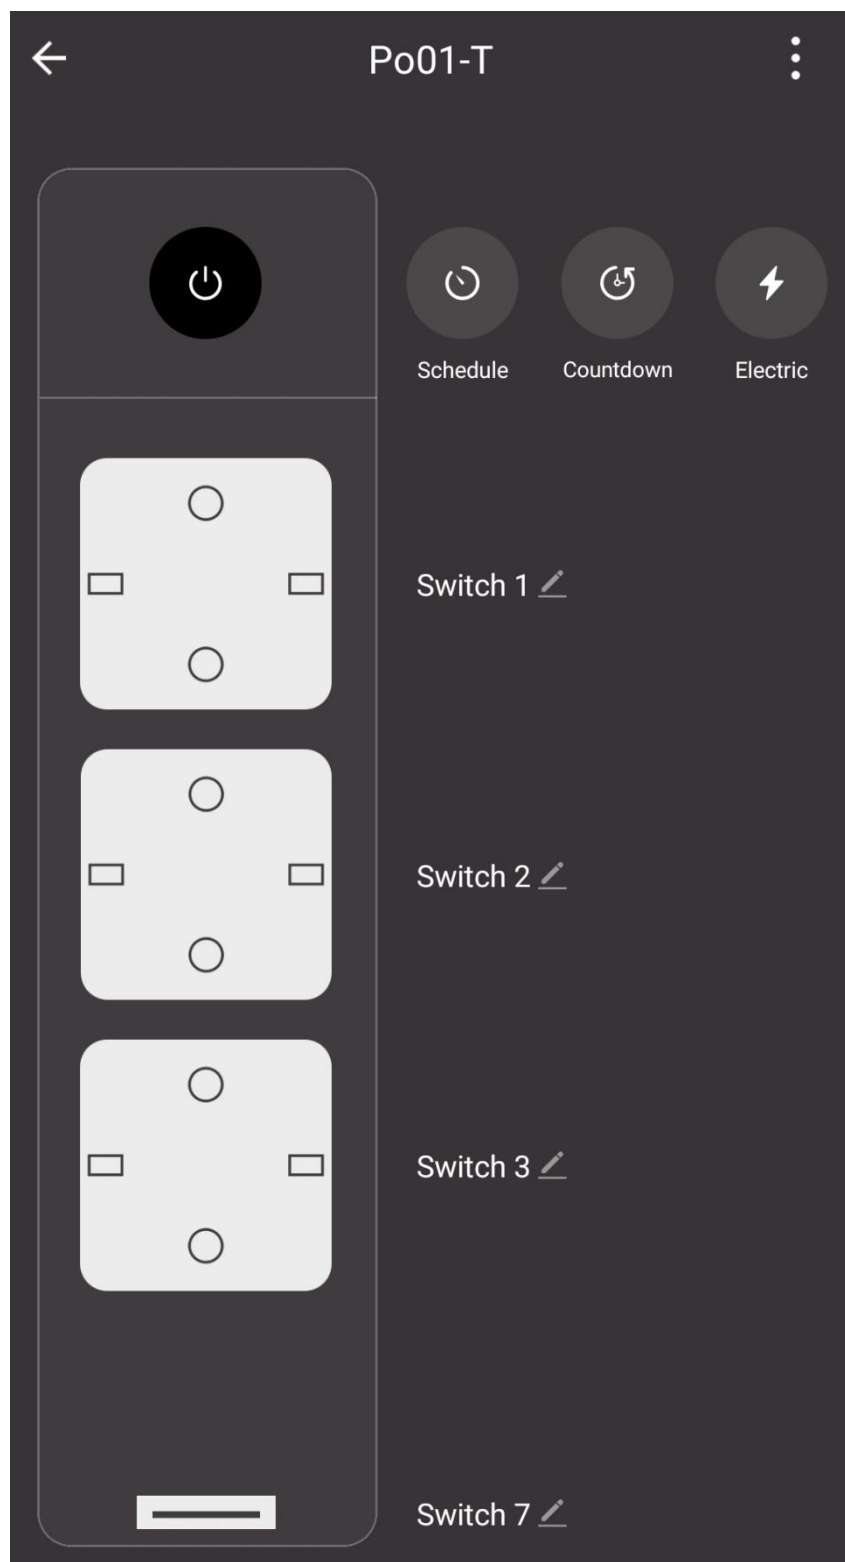 Po01-T
Schedule
Countdown
Electric
Switch 1
Switch 2
Switch 3
Switch 7